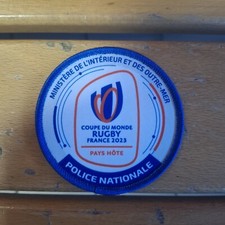 MINISTÈRE DE L'INTÉRIEUR ET DES OUTRE-MER
COUPE DU MONDE
RUGBY
FRANCE 2023
PAYS HÔTE
POLICE NATIONALE